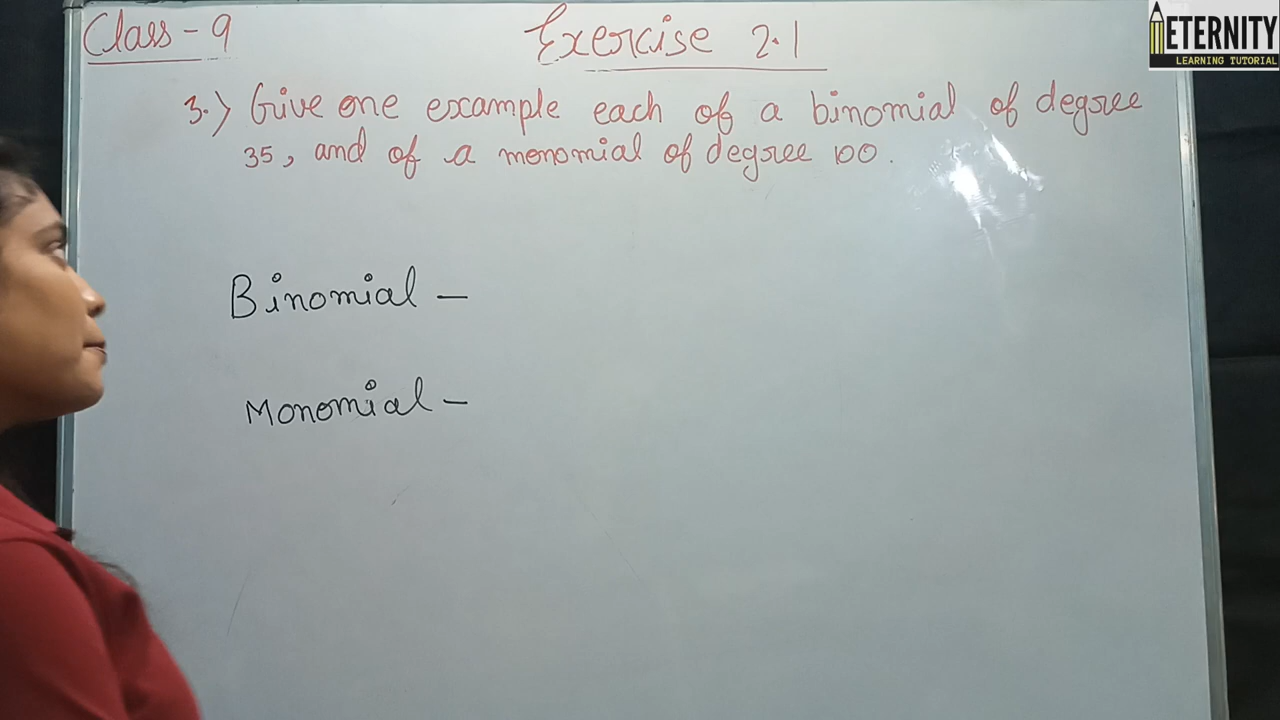 Class - 9
Exercise 2.1
ETERNITY
LEARNING TUTORIAL
3.) Give one example each of a binomial of degree
35, and of a monomial of degree 100.
Binomial -
Monomial -